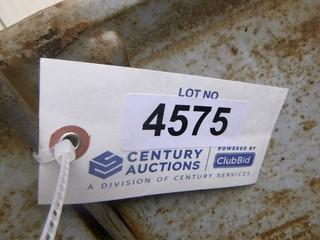 LOT NO
4575
CENTURY AUCTIONS
POWERED BY
ClubBid
A DIVISION OF CENTURY SERVICES